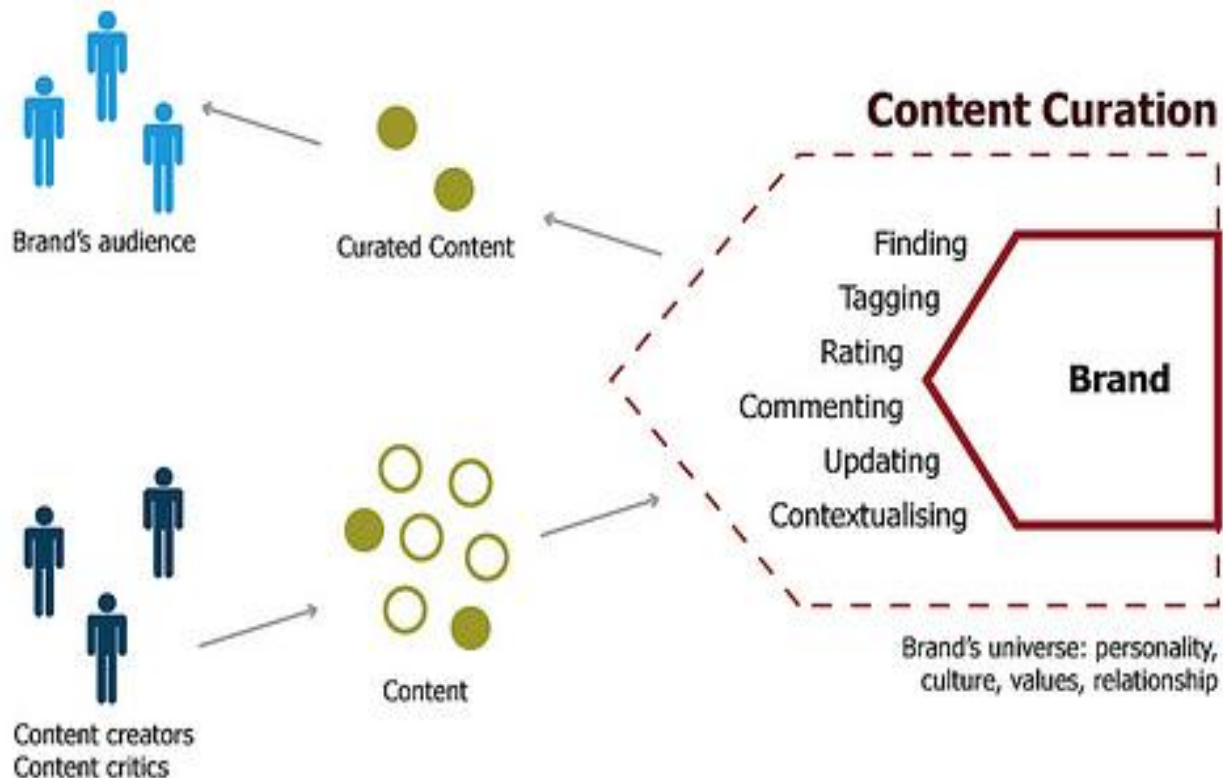 Content Curation
Brand's audience
Curated Content
Finding
Tagging
Rating
Commenting
Updating
Contextualising
Brand
Content
Content creators
Content critics
Brand's universe: personality,
culture, values, relationship